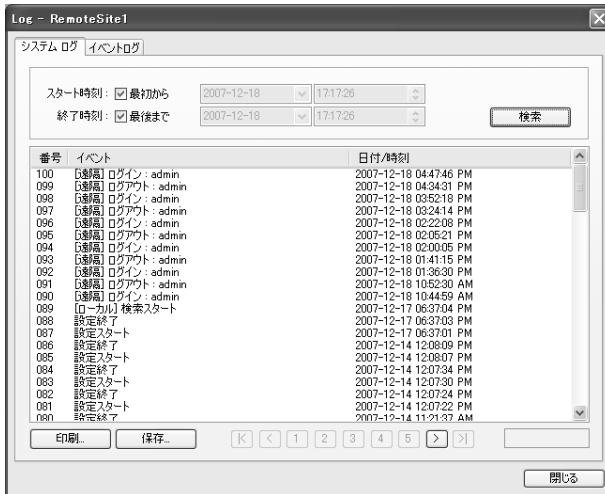 Log - RemoteSite1
システム ログ イベントログ
スタート時刻: 最初から 2007-12-18 17:17:26
終了時刻: 最後まで 2007-12-18 17:17:26 検索
番号 イベント 日付/時刻
100 [遠隔] ログイン : admin 2007-12-18 04:47:46 PM
099 [遠隔] ログアウト : admin 2007-12-18 04:34:31 PM
098 [遠隔] ログイン : admin 2007-12-18 03:52:18 PM
097 [遠隔] ログアウト : admin 2007-12-18 03:24:14 PM
096 [遠隔] ログイン : admin 2007-12-18 02:22:08 PM
095 [遠隔] ログアウト : admin 2007-12-18 02:05:21 PM
094 [遠隔] ログイン : admin 2007-12-18 02:00:05 PM
093 [遠隔] ログアウト : admin 2007-12-18 01:41:15 PM
092 [遠隔] ログイン : admin 2007-12-18 01:36:30 PM
091 [遠隔] ログアウト : admin 2007-12-18 10:52:30 AM
090 [遠隔] ログイン : admin 2007-12-18 10:44:59 AM
089 [ローカル] 検索スタート 2007-12-17 06:37:04 PM
088 設定終了 2007-12-17 06:37:03 PM
087 設定スタート 2007-12-17 06:37:01 PM
086 設定終了 2007-12-14 12:08:09 PM
085 設定スタート 2007-12-14 12:08:07 PM
084 設定終了 2007-12-14 12:07:34 PM
083 設定スタート 2007-12-14 12:07:30 PM
082 設定終了 2007-12-14 12:07:24 PM
081 設定スタート 2007-12-14 12:07:22 PM
080 設定終了 2007-12-14 11:21:37 AM
印刷... 保存... |< < 1 2 3 4 5 > >|
閉じる